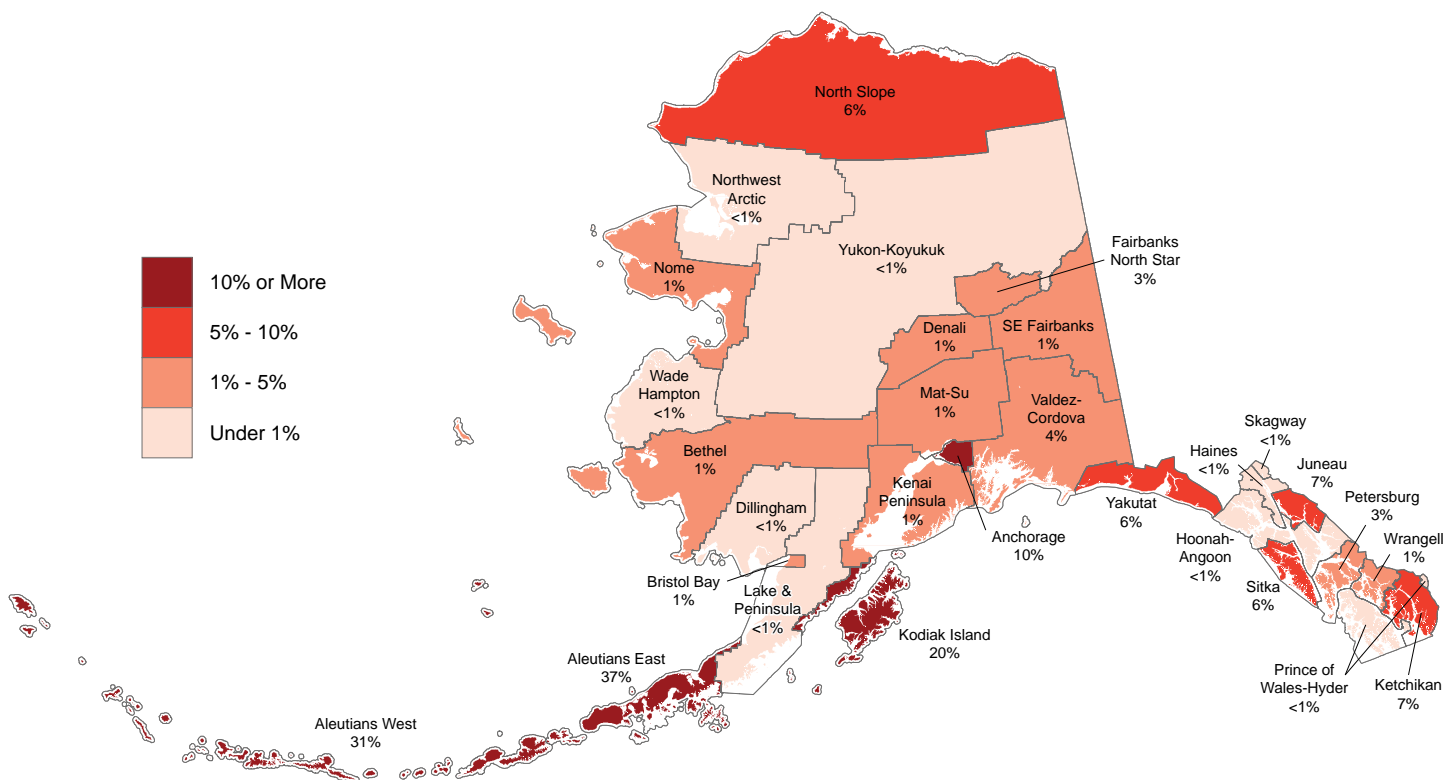 North Slope
6%
Northwest
Arctic
<1%
Yukon-Koyukuk
<1%
Fairbanks
North Star
3%
Nome
1%
10% or More
5% - 10%
1% - 5%
Under 1%
Denali
1%
SE Fairbanks
1%
Wade
Hampton
<1%
Mat-Su
1%
Valdez-
Cordova
4%
Bethel
1%
Dillingham
<1%
Kenai
Peninsula
1%
Anchorage
10%
Yakutat
6%
Skagway
<1%
Haines
<1%
Juneau
7%
Petersburg
3%
Wrangell
1%
Hoonah-
Angoon
<1%
Sitka
6%
Bristol Bay
1%
Lake &
Peninsula
<1%
Kodiak Island
20%
Aleutians East
37%
Aleutians West
31%
Prince of
Wales-Hyder
<1%
Ketchikan
7%